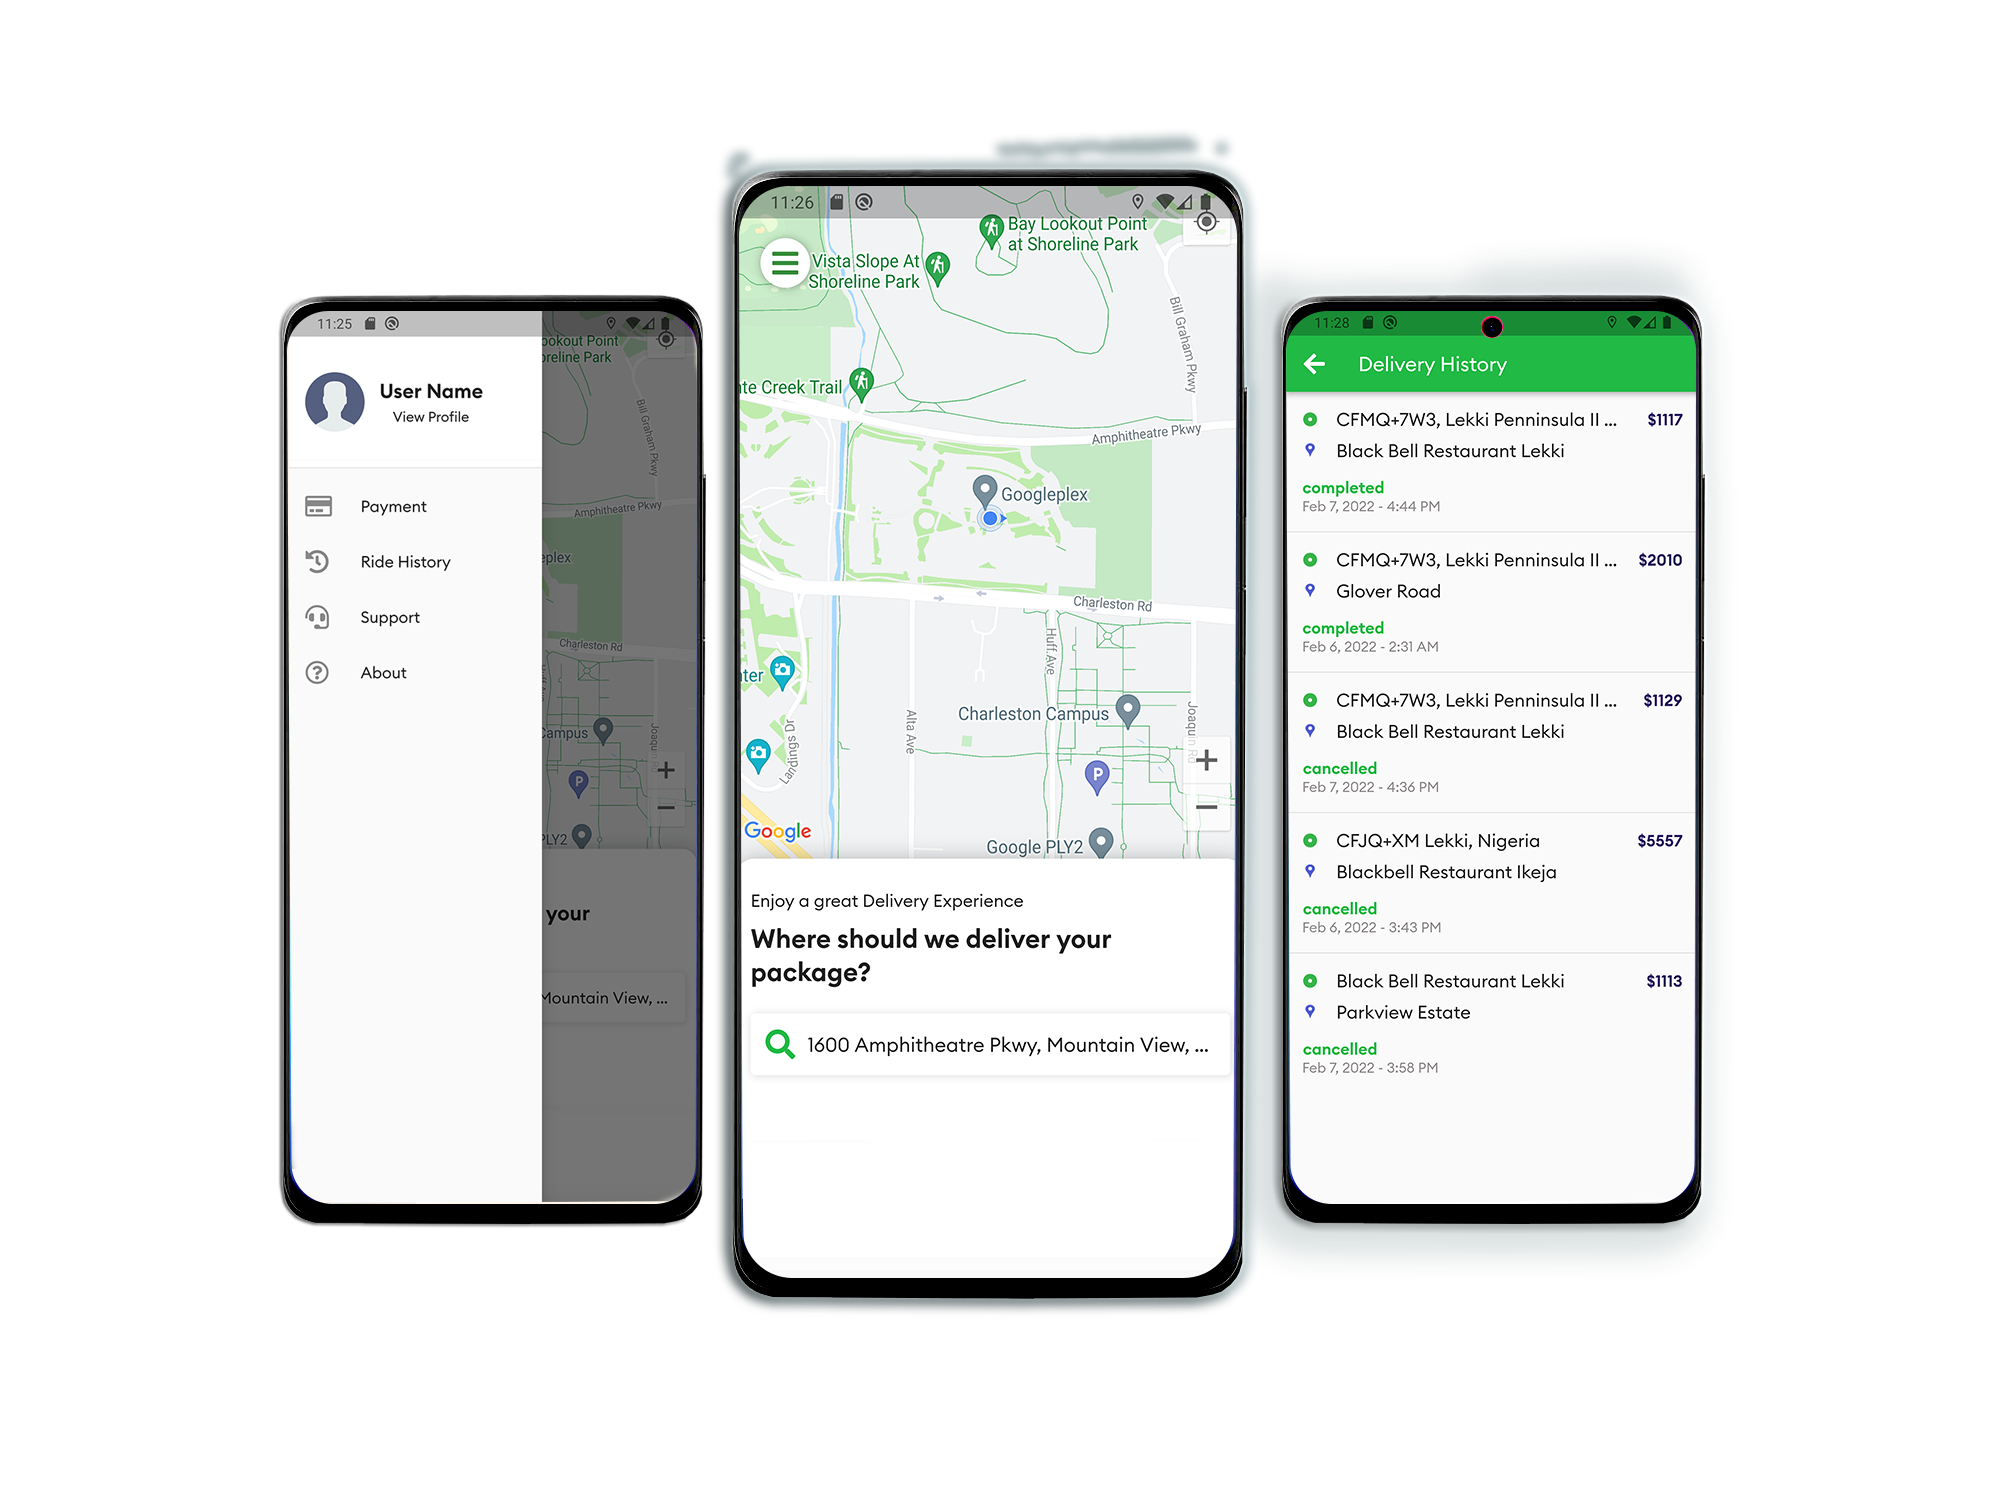 11:25
User Name
View Profile
Payment
Ride History
Support
About
ookout Point
oreline Park
Bill Graham Pkwy
Amphitheatre Pkwy
eplex
Charleston Rd
Campus
Joaqu
P
PLY2
your
Mountain View, ...
11:26
Bay Lookout Point
at Shoreline Park
Vista Slope At
Shoreline Park
Bill Graham Pkwy
te Creek Trail
Amphitheatre Pkwy
Googleplex
Charleston Rd
Huff Ave
ter
Charleston Campus
Alta Ave
Landings Dr
Joaquin Rd
P
Google
Google PLY2
Enjoy a great Delivery Experience
Where should we deliver your
package?
1600 Amphitheatre Pkwy, Mountain View, ...
11:28
Delivery History
CFMQ+7W3, Lekki Penninsula II ... $1117
Black Bell Restaurant Lekki
completed
Feb 7, 2022 - 4:44 PM
CFMQ+7W3, Lekki Penninsula II ... $2010
Glover Road
completed
Feb 6, 2022 - 2:31 AM
CFMQ+7W3, Lekki Penninsula II ... $1129
Black Bell Restaurant Lekki
cancelled
Feb 7, 2022 - 4:36 PM
CFJQ+XM Lekki, Nigeria $5557
Blackbell Restaurant Ikeja
cancelled
Feb 6, 2022 - 3:43 PM
Black Bell Restaurant Lekki $1113
Parkview Estate
cancelled
Feb 7, 2022 - 3:58 PM